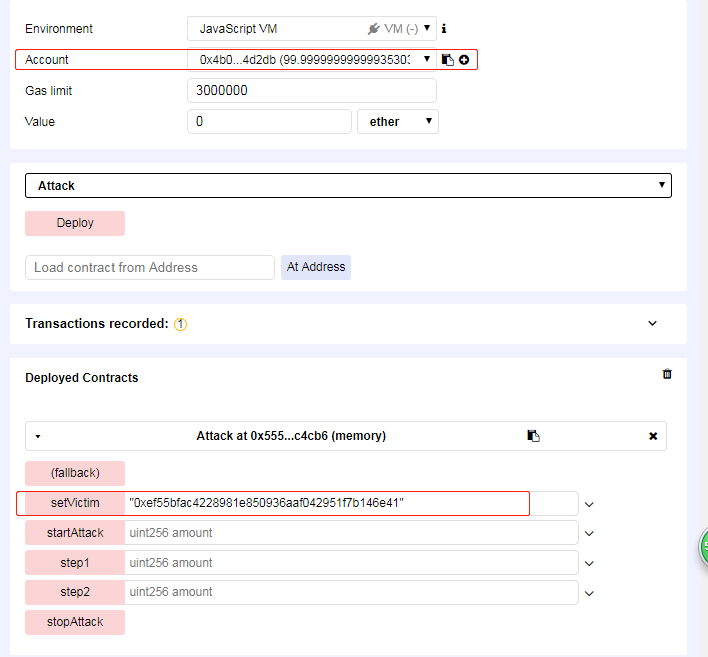 Environment JavaScript VM VM (-) i
Account 0x4b0...4d2db (99.99999999999935303
Gas limit 3000000
Value 0 ether
Attack
Deploy
Load contract from Address At Address
Transactions recorded: 1
Deployed Contracts
Attack at 0x555...c4cb6 (memory)
(fallback)
setVictim "0xef55bfac4228981e850936aaf042951f7b146e41"
startAttack uint256 amount
step1 uint256 amount
step2 uint256 amount
stopAttack